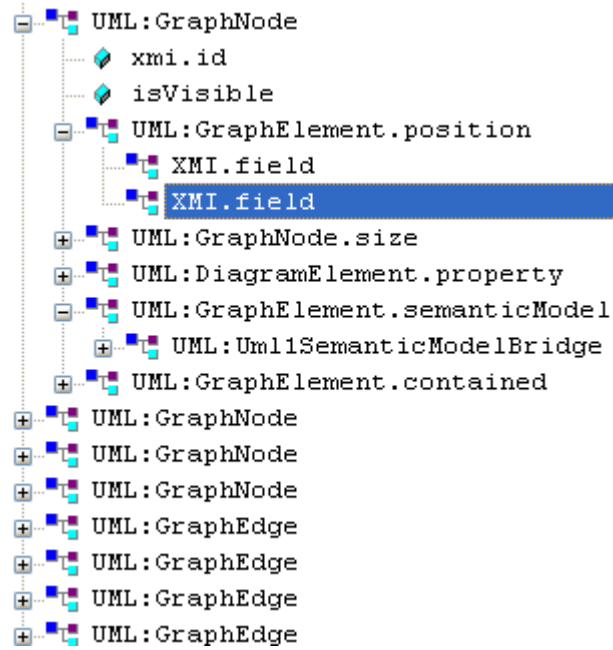 UML:GraphNode
xmi.id
isVisible
UML:GraphElement.position
XMI.field
XMI.field
UML:GraphNode.size
UML:DiagramElement.property
UML:GraphElement.semanticModel
UML:Uml1SemanticModelBridge
UML:GraphElement.contained
UML:GraphNode
UML:GraphNode
UML:GraphNode
UML:GraphEdge
UML:GraphEdge
UML:GraphEdge
UML:GraphEdge